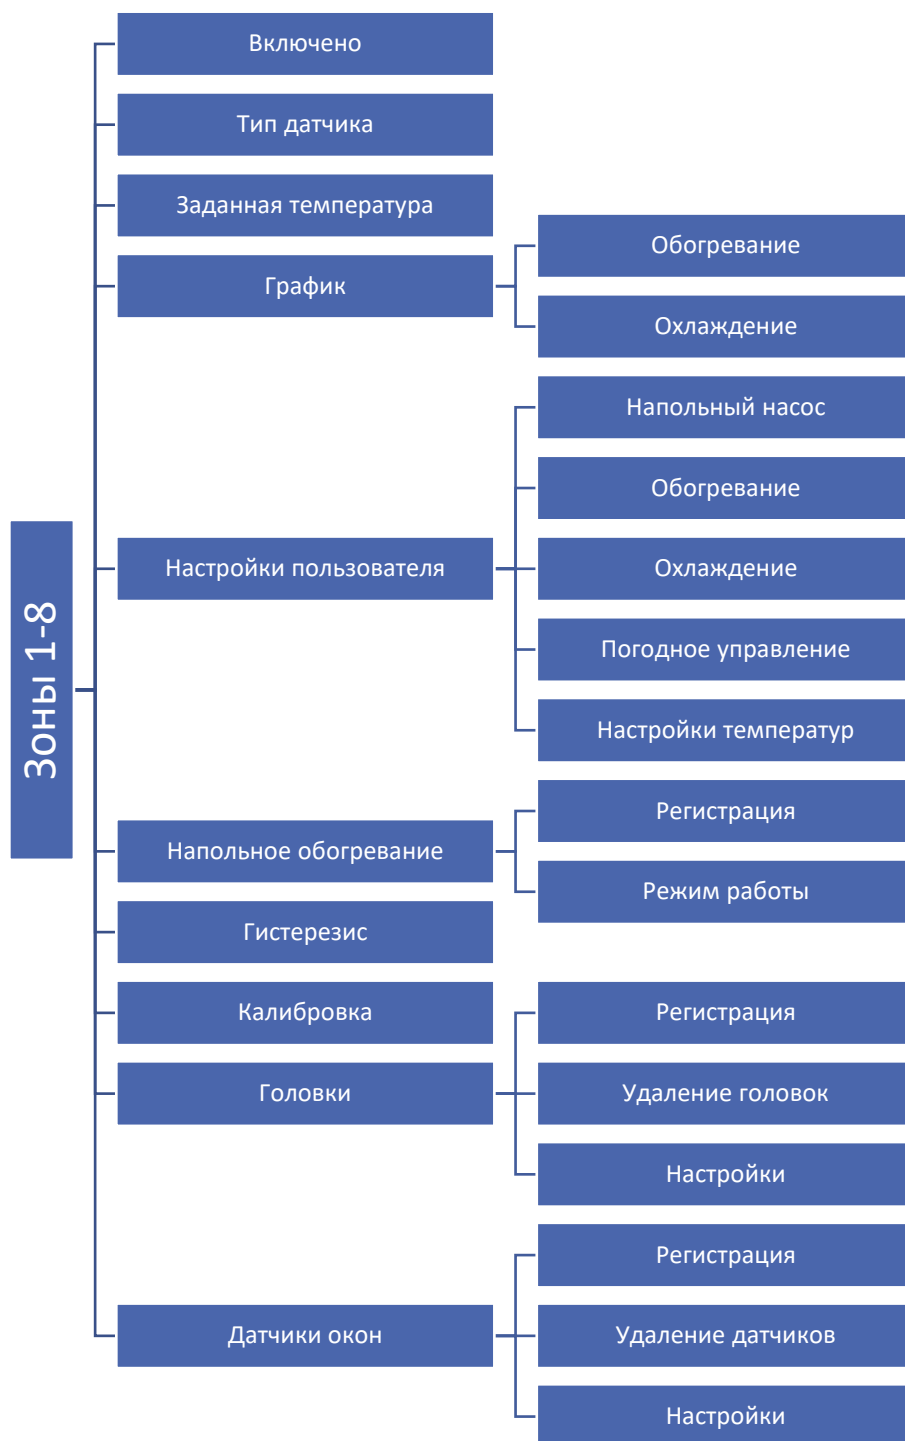 Зоны 1-8
Включено
Тип датчика
Заданная температура
График
Обогревание
Охлаждение
Настройки пользователя
Напольный насос
Обогревание
Охлаждение
Погодное управление
Настройки температур
Напольное обогревание
Регистрация
Режим работы
Гистерезис
Калибровка
Головки
Регистрация
Удаление головок
Настройки
Датчики окон
Регистрация
Удаление датчиков
Настройки